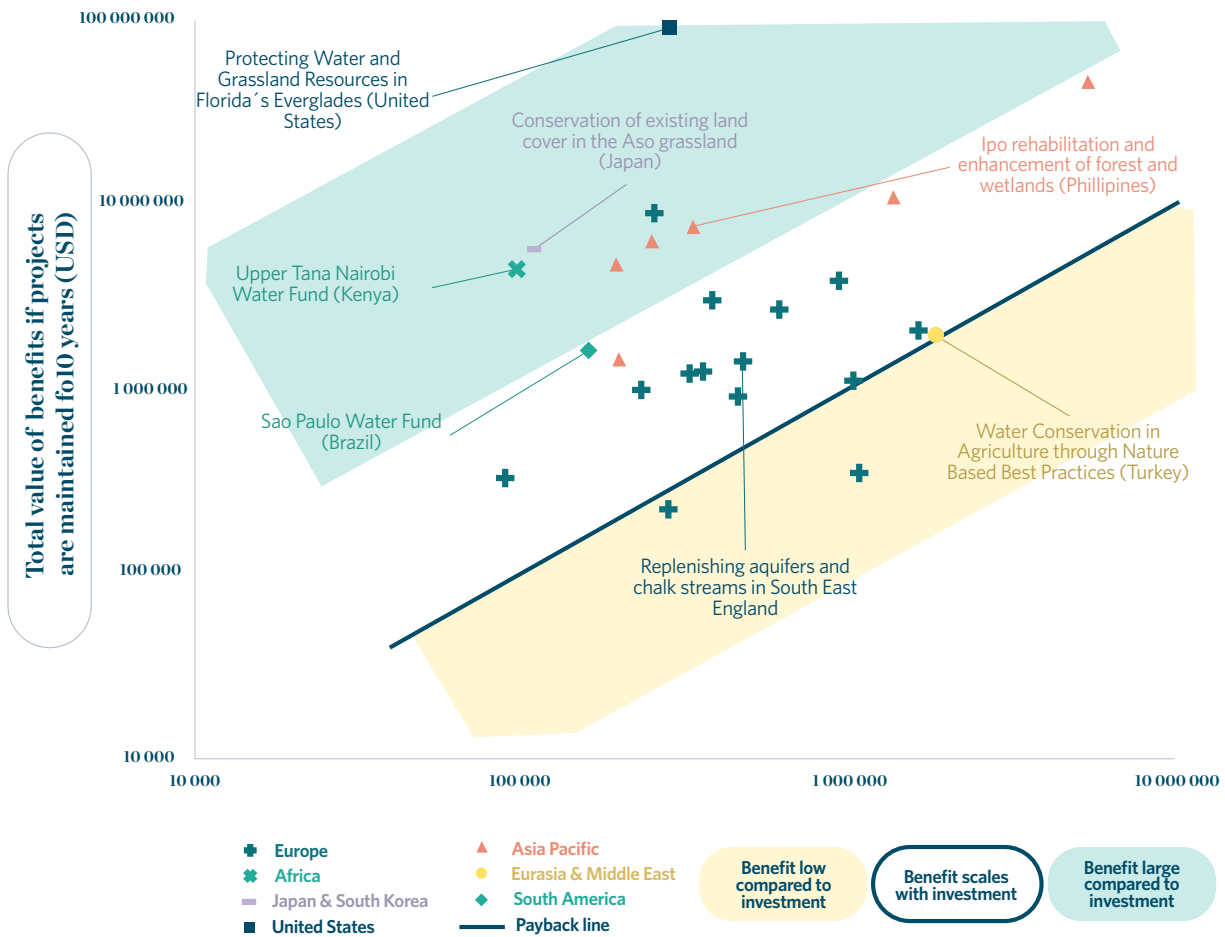 100 000 000
Protecting Water and
Grassland Resources in
Florida´s Everglades (United
States)
Conservation of existing land
cover in the Aso grassland
(Japan)
Ipo rehabilitation and
enhancement of forest and
wetlands (Phillipines)
10 000 000
Upper Tana Nairobi
Water Fund (Kenya)
Total value of benefits if projects
are maintained fo10 years (USD)
1 000 000
Sao Paulo Water Fund
(Brazil)
Water Conservation in
Agriculture through Nature
Based Best Practices (Turkey)
100 000
Replenishing aquifers and
chalk streams in South East
England
10 000
10 000
100 000
1 000 000
10 000 000
Europe
Africa
Japan & South Korea
United States
Asia Pacific
Eurasia & Middle East
South America
Payback line
Benefit low
compared to
investment
Benefit scales
with investment
Benefit large
compared to
investment